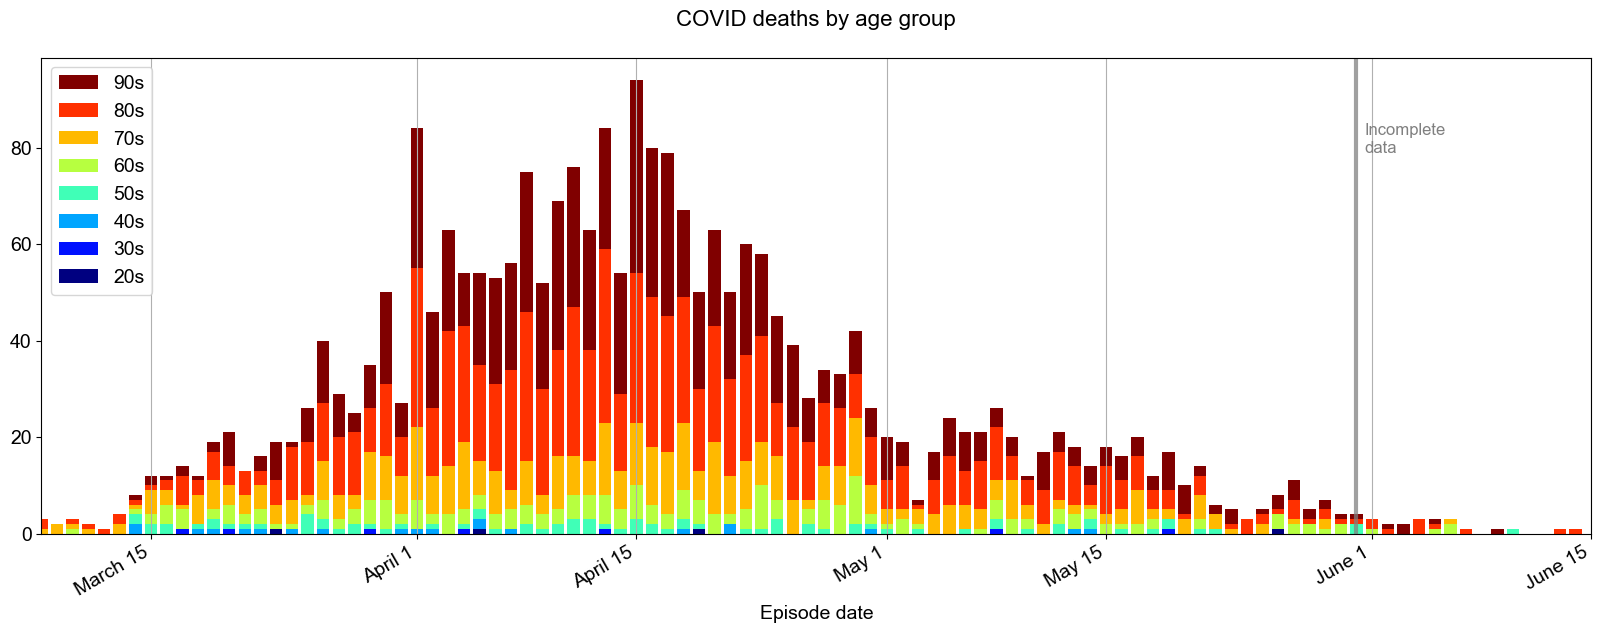 COVID deaths by age group
90s
80s
70s
60s
50s
40s
30s
20s
Incomplete
data
80
60
40
20
0
March 15
April 1
April 15
May 1
May 15
June 1
June 15
Episode date